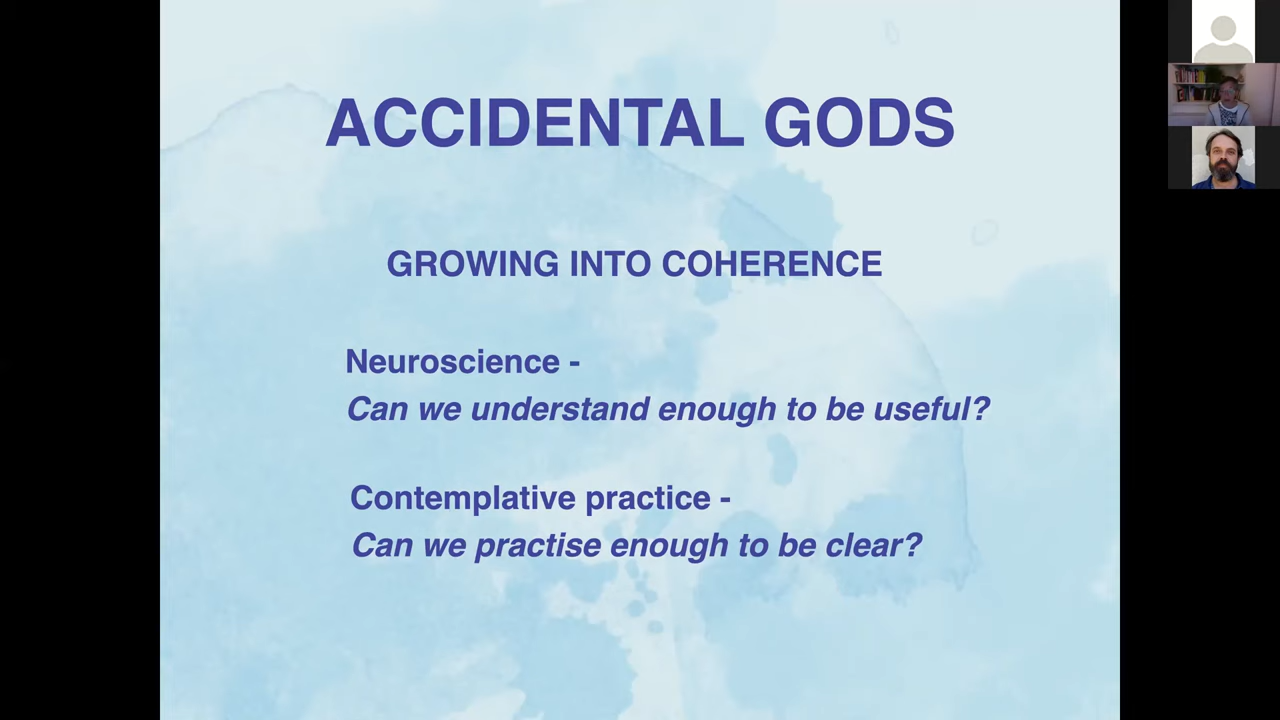 ACCIDENTAL GODS
GROWING INTO COHERENCE
Neuroscience -
Can we understand enough to be useful?
Contemplative practice -
Can we practise enough to be clear?